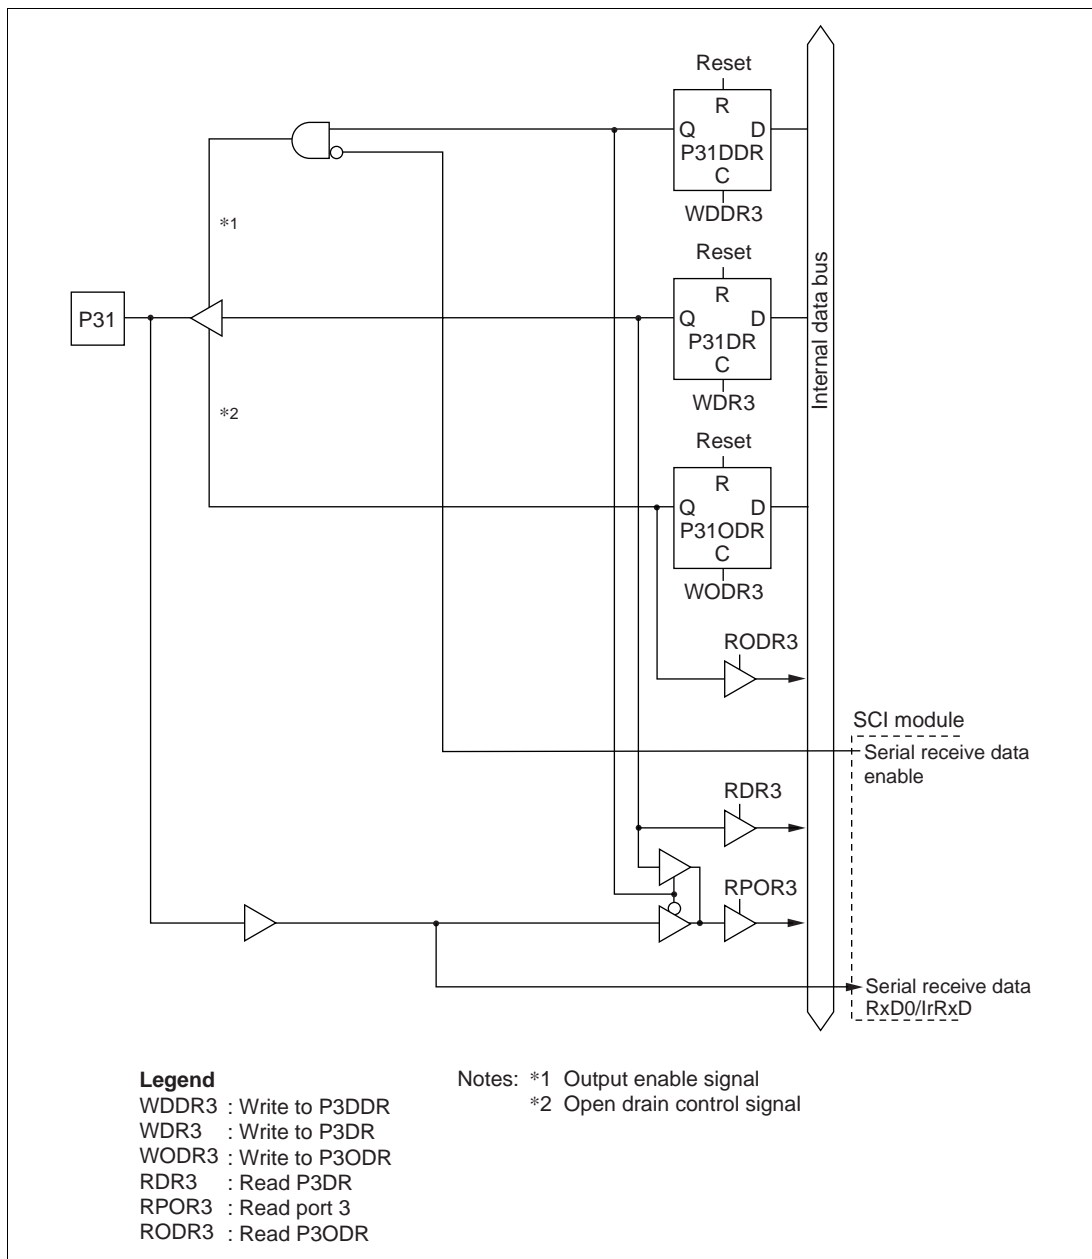 Reset
R
Q D
P31DDR
C
WDDR3
*1
Reset
R
P31
Q D
P31DR
C
WDR3
Internal data bus
*2
Reset
R
Q D
P31ODR
C
WODR3
RODR3
SCI module
Serial receive data
enable
RDR3
RPOR3
Serial receive data
RxD0/IrRxD
Legend
WDDR3 : Write to P3DDR
WDR3 : Write to P3DR
WODR3 : Write to P3ODR
RDR3 : Read P3DR
RPOR3 : Read port 3
RODR3 : Read P3ODR
Notes: *1 Output enable signal
*2 Open drain control signal